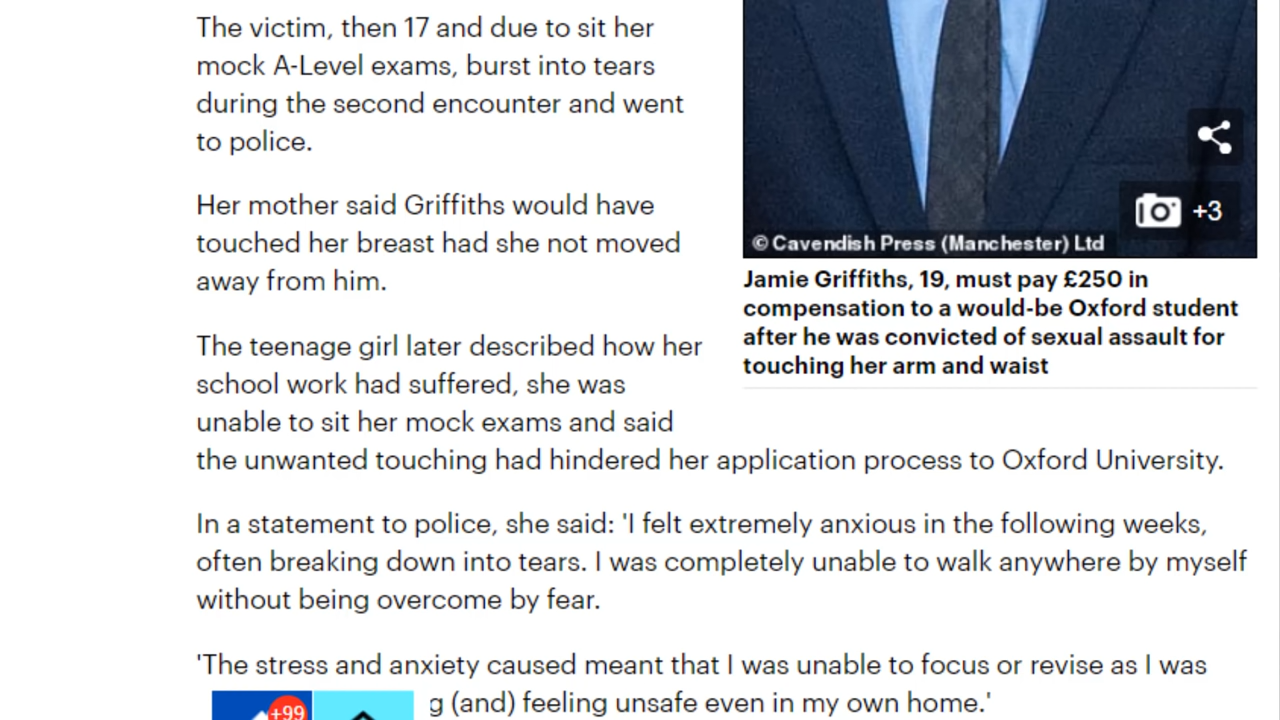 The victim, then 17 and due to sit her
mock A-Level exams, burst into tears
during the second encounter and went
to police.
Her mother said Griffiths would have
touched her breast had she not moved
away from him.
The teenage girl later described how her
school work had suffered, she was
unable to sit her mock exams and said
the unwanted touching had hindered her application process to Oxford University.
In a statement to police, she said: 'I felt extremely anxious in the following weeks,
often breaking down into tears. I was completely unable to walk anywhere by myself
without being overcome by fear.
'The stress and anxiety caused meant that I was unable to focus or revise as I was
g (and) feeling unsafe even in my own home.'
+3
© Cavendish Press (Manchester) Ltd
Jamie Griffiths, 19, must pay £250 in
compensation to a would-be Oxford student
after he was convicted of sexual assault for
touching her arm and waist
+99